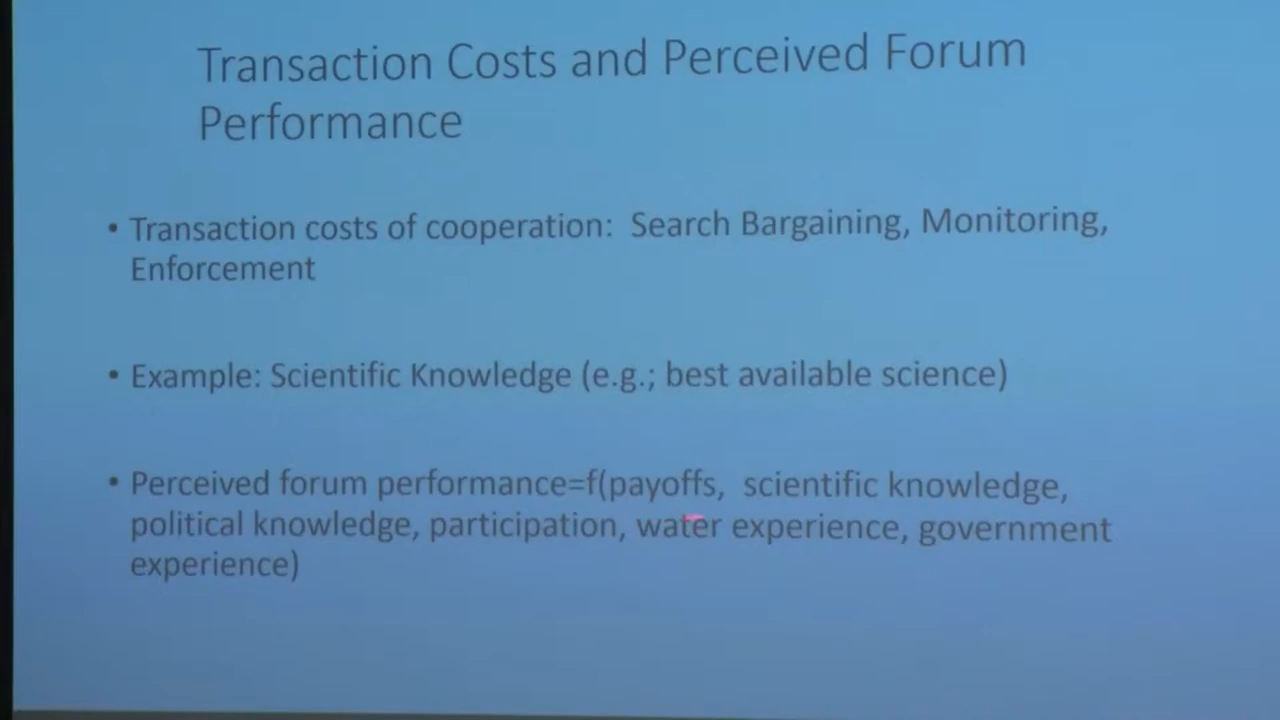 Transaction Costs and Perceived Forum
Performance
• Transaction costs of cooperation: Search Bargaining, Monitoring,
Enforcement
• Example: Scientific Knowledge (e.g.; best available science)
• Perceived forum performance=f(payoffs, scientific knowledge,
political knowledge, participation, water experience, government
experience)